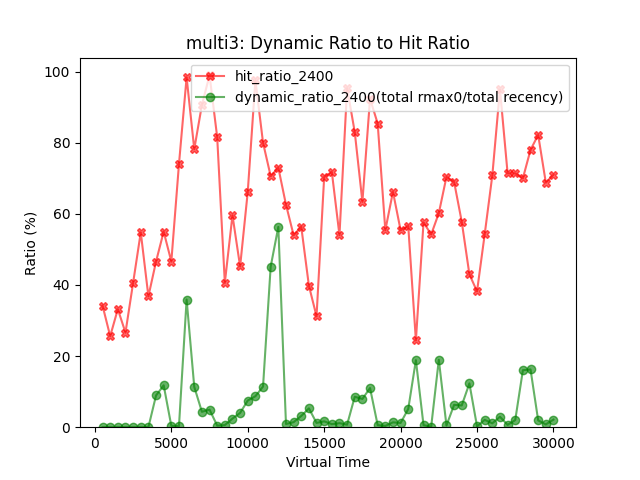 multi3: Dynamic Ratio to Hit Ratio
hit_ratio_2400
dynamic_ratio_2400(total rmax0/total recency)
Ratio (%)
100
80
60
40
20
0
0 5000 10000 15000 20000 25000 30000
Virtual Time